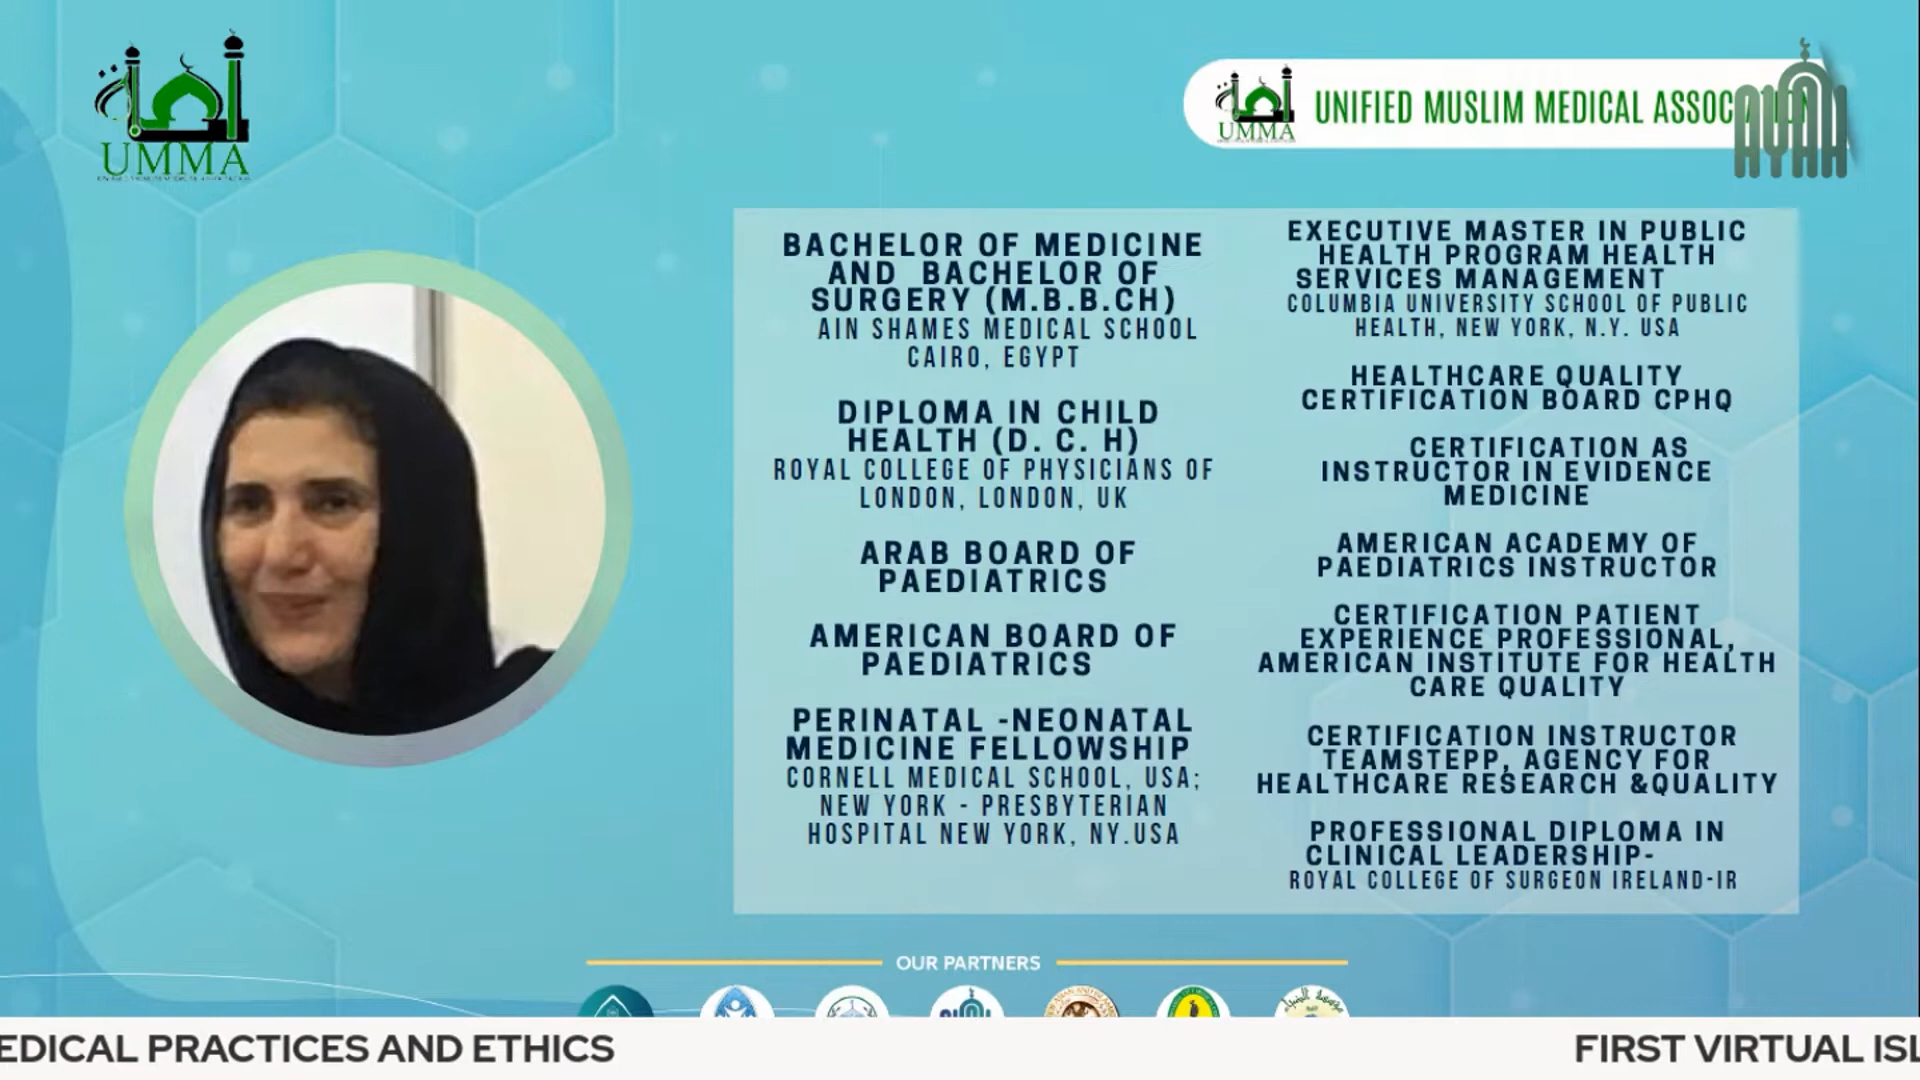 UMMA
UMMA
UNIFIED MUSLIM MEDICAL ASSOC
AYAH
BACHELOR OF MEDICINE
AND BACHELOR OF
SURGERY (M.B.B.CH)
AIN SHAMES MEDICAL SCHOOL
CAIRO, EGYPT
DIPLOMA IN CHILD
HEALTH (D. C. H)
ROYAL COLLEGE OF PHYSICIANS OF
LONDON, LONDON, UK
ARAB BOARD OF
PAEDIATRICS
AMERICAN BOARD OF
PAEDIATRICS
PERINATAL -NEONATAL
MEDICINE FELLOWSHIP
CORNELL MEDICAL SCHOOL, USA;
NEW YORK - PRESBYTERIAN
HOSPITAL NEW YORK, NY.USA
EXECUTIVE MASTER IN PUBLIC
HEALTH PROGRAM HEALTH
SERVICES MANAGEMENT
COLUMBIA UNIVERSITY SCHOOL OF PUBLIC
HEALTH, NEW YORK, N.Y. USA
HEALTHCARE QUALITY
CERTIFICATION BOARD CPHQ
CERTIFICATION AS
INSTRUCTOR IN EVIDENCE
MEDICINE
AMERICAN ACADEMY OF
PAEDIATRICS INSTRUCTOR
CERTIFICATION PATIENT
EXPERIENCE PROFESSIONAL,
AMERICAN INSTITUTE FOR HEALTH
CARE QUALITY
CERTIFICATION INSTRUCTOR
TEAMSTEPP, AGENCY FOR
HEALTHCARE RESEARCH &QUALITY
PROFESSIONAL DIPLOMA IN
CLINICAL LEADERSHIP-
ROYAL COLLEGE OF SURGEON IRELAND-IR
OUR PARTNERS
EDICAL PRACTICES AND ETHICS
FIRST VIRTUAL ISL